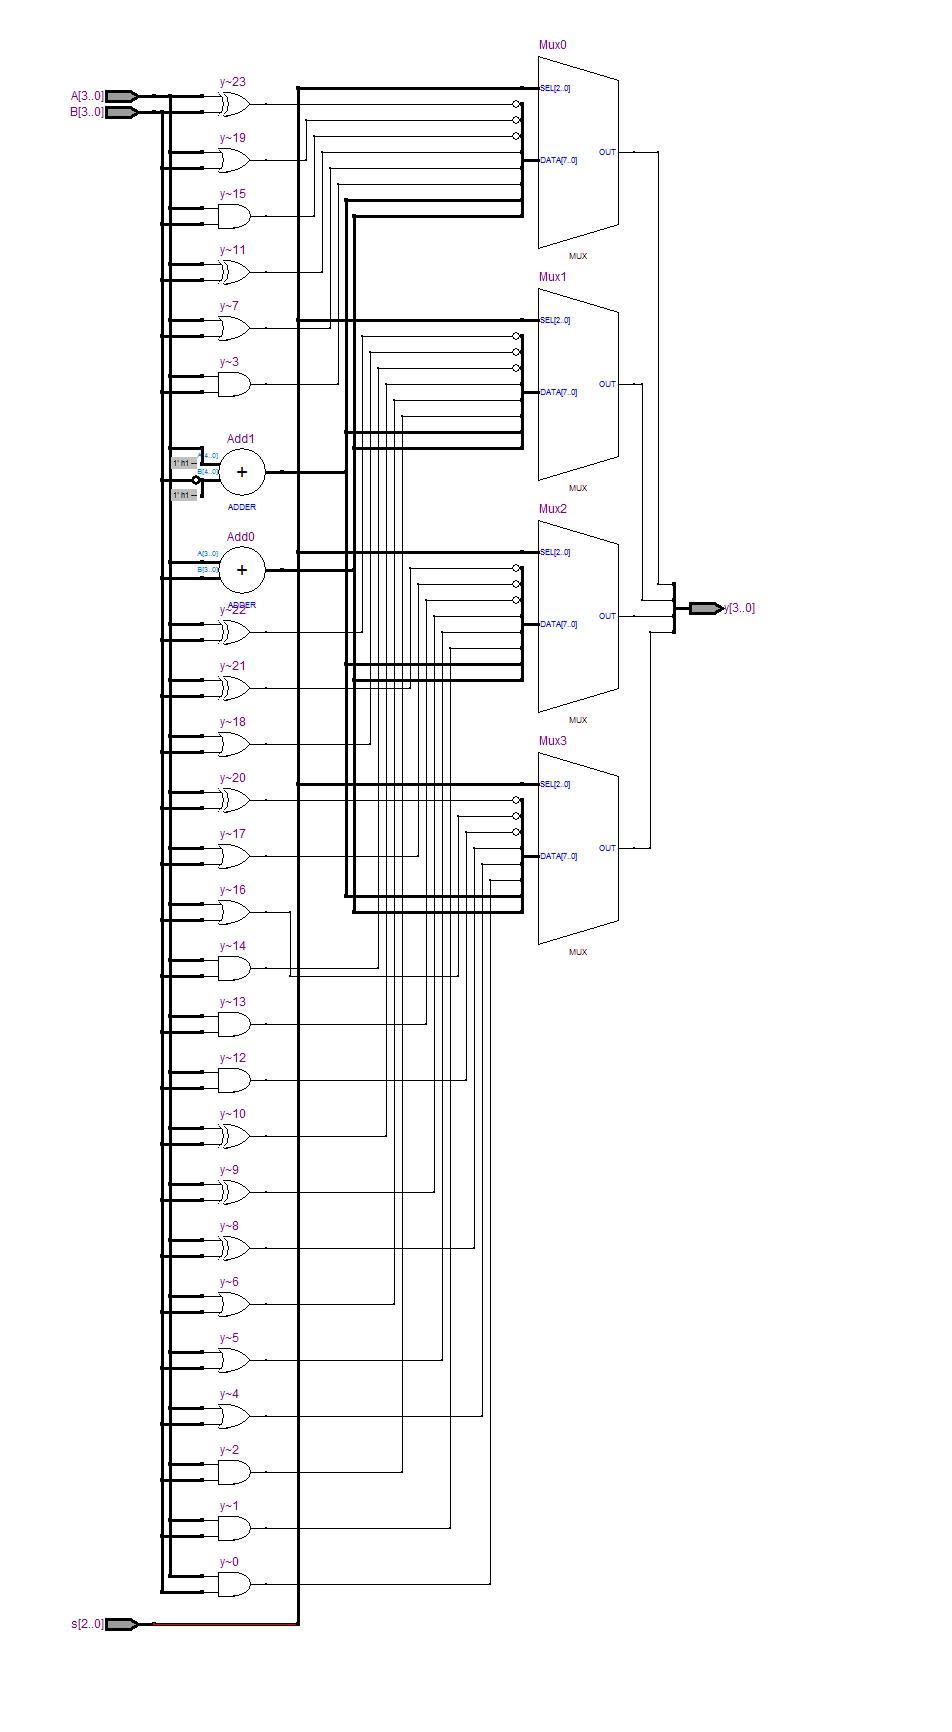 Mux0
y~23
SEL[2..0]
A[3..0]
B[3..0]
y~19
OUT
DATA[7..0]
y~15
y~11
MUX
Mux1
y~7
SEL[2..0]
y~3
OUT
DATA[7..0]
Add1
A[4..0]
1' h1
B[4..0]
MUX
1' h1
ADDER
Mux2
Add0
A[3..0]
SEL[2..0]
B[3..0]
ADDER
y~22
y[3..0]
OUT
DATA[7..0]
y~21
y~18
MUX
Mux3
y~20
SEL[2..0]
y~17
OUT
DATA[7..0]
y~16
y~14
MUX
y~13
y~12
y~10
y~9
y~8
y~6
y~5
y~4
y~2
y~1
y~0
s[2..0]